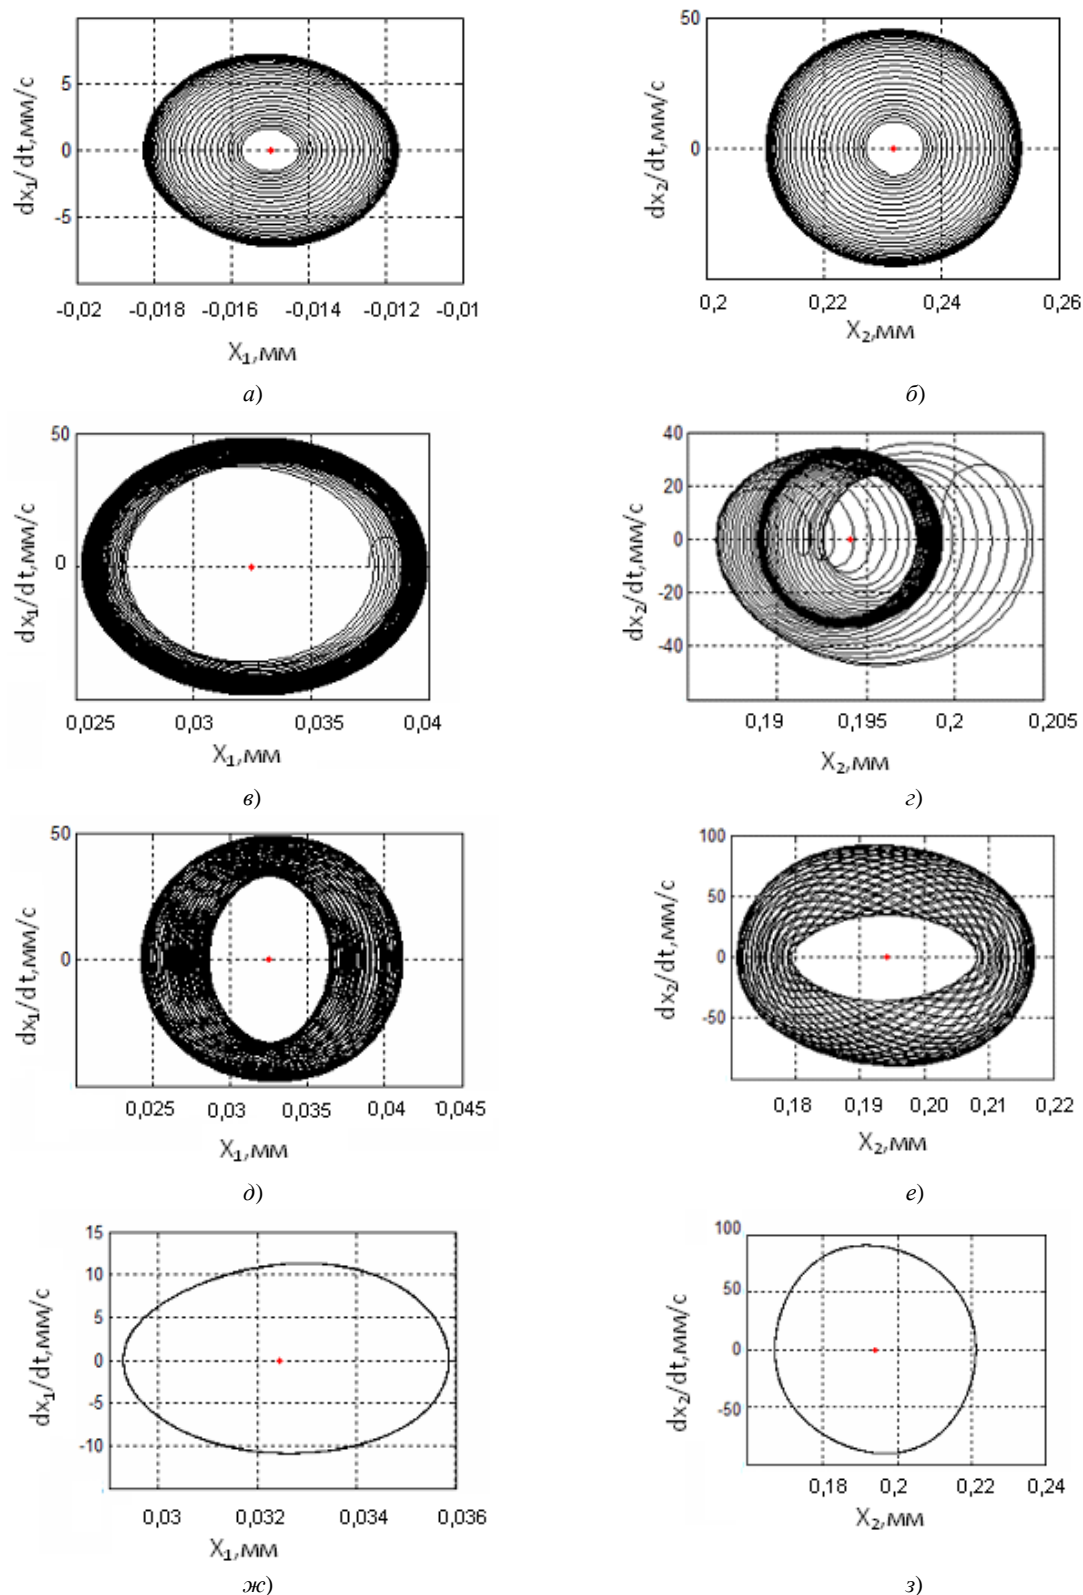 5
0
-5
dx₁/dt,мм/с
-0,02 -0,018 -0,016 -0,014 -0,012 -0,01
X₁,мм
а)
50
0
dx₂/dt,мм/с
0,2 0,22 0,24 0,26
X₂,мм
б)
50
0
dx₁/dt,мм/с
0,025 0,03 0,035 0,04
X₁,мм
в)
40
20
0
-20
-40
dx₂/dt,мм/с
0,19 0,195 0,2 0,205
X₂,мм
г)
50
0
dx₁/dt,мм/с
0,025 0,03 0,035 0,04 0,045
X₁,мм
д)
100
50
0
-50
dx₂/dt,мм/с
0,18 0,19 0,20 0,21 0,22
X₂,мм
е)
15
10
5
0
-5
-10
dx₁/dt,мм/с
0,03 0,032 0,034 0,036
X₁,мм
ж)
100
50
0
-50
dx₂/dt,мм/с
0,18 0,2 0,22 0,24
X₂,мм
з)